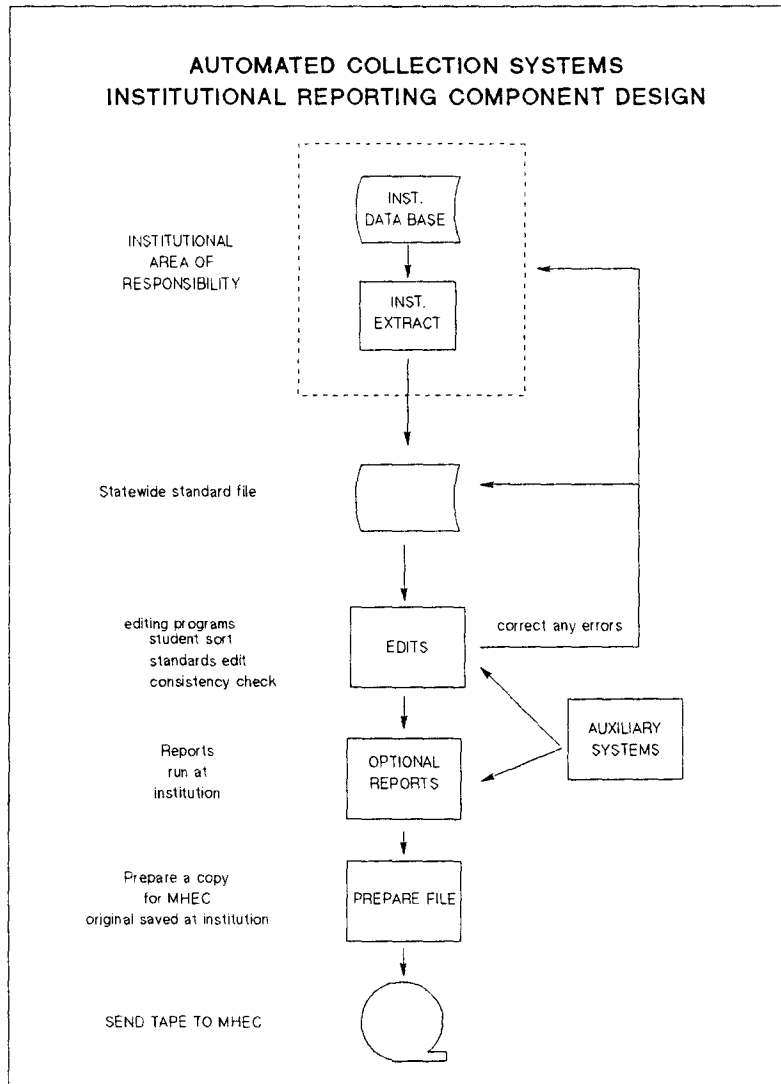 AUTOMATED COLLECTION SYSTEMS
INSTITUTIONAL REPORTING COMPONENT DESIGN
INST.
DATA BASE
INSTITUTIONAL
AREA OF
RESPONSIBILITY
INST.
EXTRACT
Statewide standard file
editing programs
student sort
standards edit
consistency check
EDITS
correct any errors
AUXILIARY
SYSTEMS
Reports
run at
institution
OPTIONAL
REPORTS
Prepare a copy
for MHEC
original saved at institution
PREPARE FILE
SEND TAPE TO MHEC